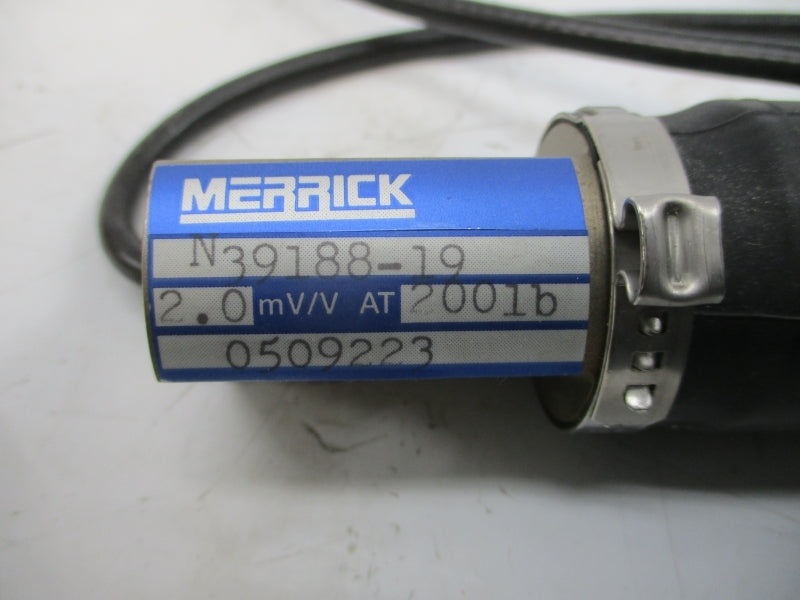 MERRICK
N39188-19
2.0 mV/V AT 200lb
0509223